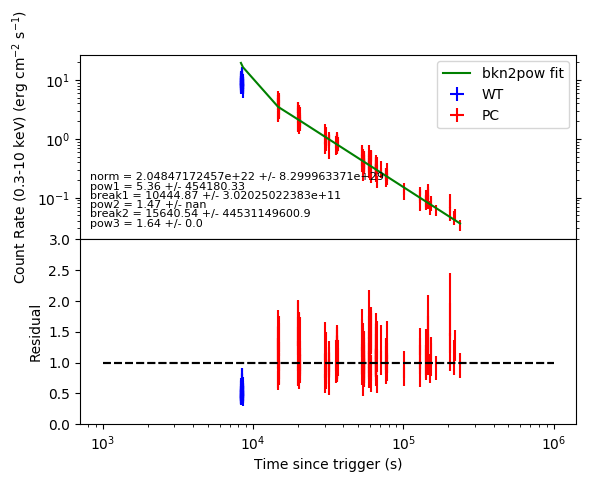 Count Rate (0.3-10 keV) (erg cm⁻² s⁻¹)
10¹
10⁰
10⁻¹
bkn2pow fit
WT
PC
norm = 2.04847172457e+22 +/- 8.299963371e+29
pow1 = 5.36 +/- 454180.33
break1 = 10444.87 +/- 3.02025022383e+11
pow2 = 1.47 +/- nan
break2 = 15640.54 +/- 44531149600.9
pow3 = 1.64 +/- 0.0
Residual
3.0
2.5
2.0
1.5
1.0
0.5
0.0
10³ 10⁴ 10⁵ 10⁶
Time since trigger (s)